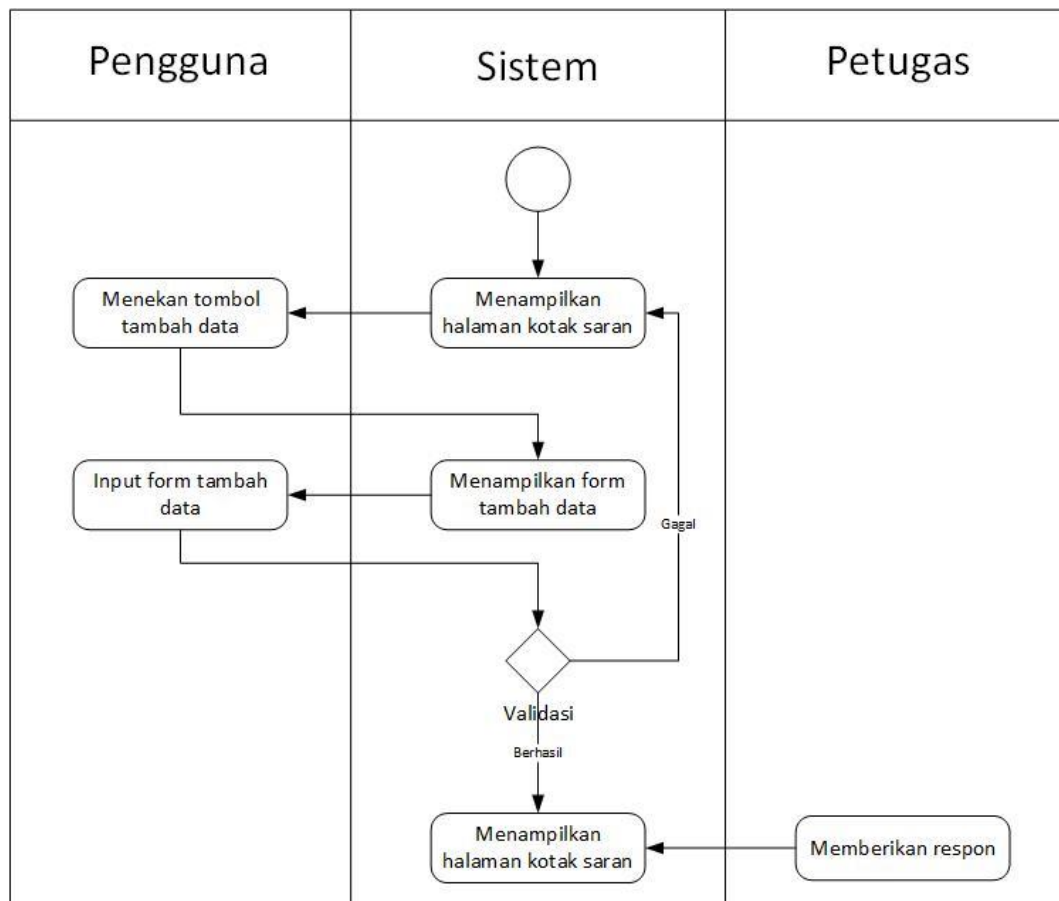 Pengguna
Sistem
Petugas
Menekan tombol
tambah data
Menampilkan
halaman kotak saran
Input form tambah
data
Menampilkan form
tambah data
Gagal
Validasi
Berhasil
Menampilkan
halaman kotak saran
Memberikan respon